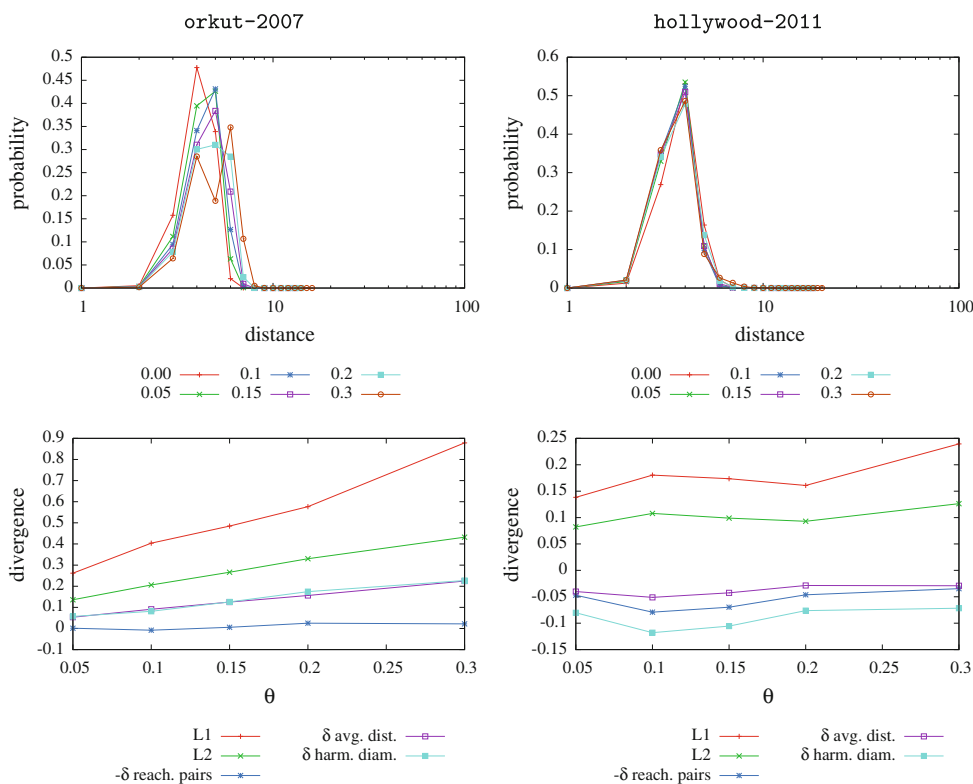 orkut-2007
hollywood-2011
0.5
0.45
0.4
0.35
0.3
0.25
0.2
0.15
0.1
0.05
0
probability
1 10 100
distance
0.00 0.1 0.2
0.05 0.15 0.3
0.6
0.5
0.4
0.3
0.2
0.1
0
probability
1 10 100
distance
0.00 0.1 0.2
0.05 0.15 0.3
0.9
0.8
0.7
0.6
0.5
0.4
0.3
0.2
0.1
0
-0.1
divergence
0.05 0.1 0.15 0.2 0.25 0.3
θ
L1 δ avg. dist.
L2 δ harm. diam.
-δ reach. pairs
0.25
0.2
0.15
0.1
0.05
0
-0.05
-0.1
-0.15
divergence
0.05 0.1 0.15 0.2 0.25 0.3
θ
L1 δ avg. dist.
L2 δ harm. diam.
-δ reach. pairs